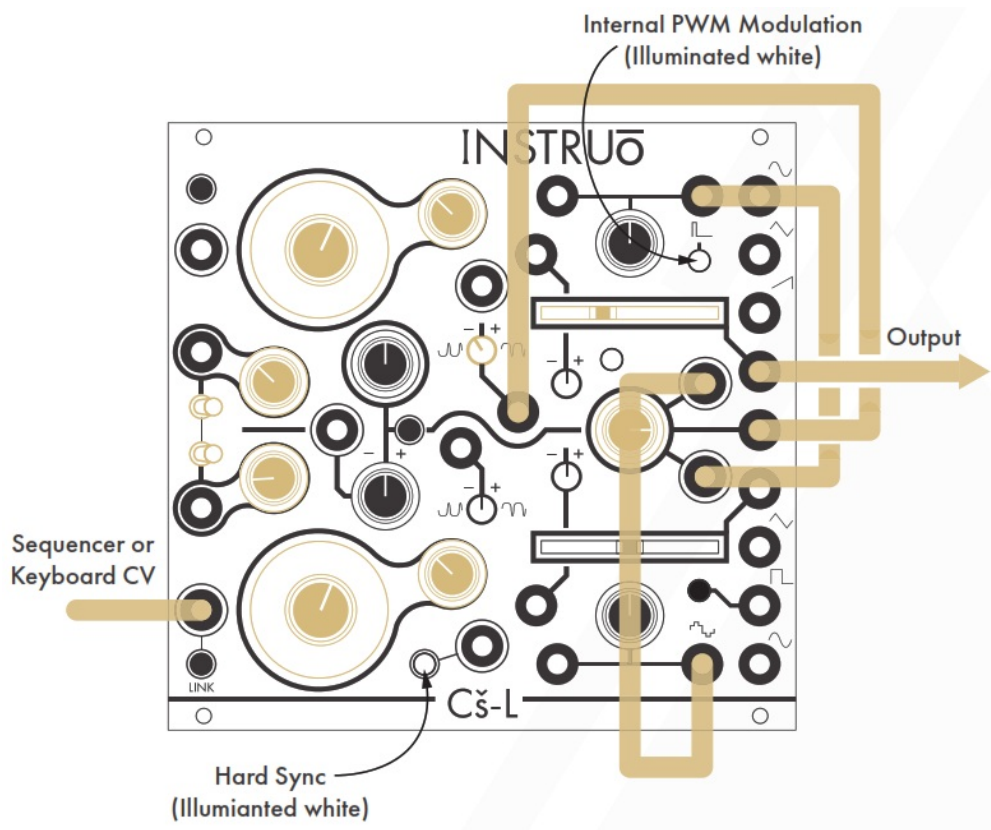 Internal PWM Modulation
(Illuminated white)
INSTRUō
- +
- +
Output
- +
- +
- +
Sequencer or
Keyboard CV
LINK
Cš-L
Hard Sync
(Illumianted white)